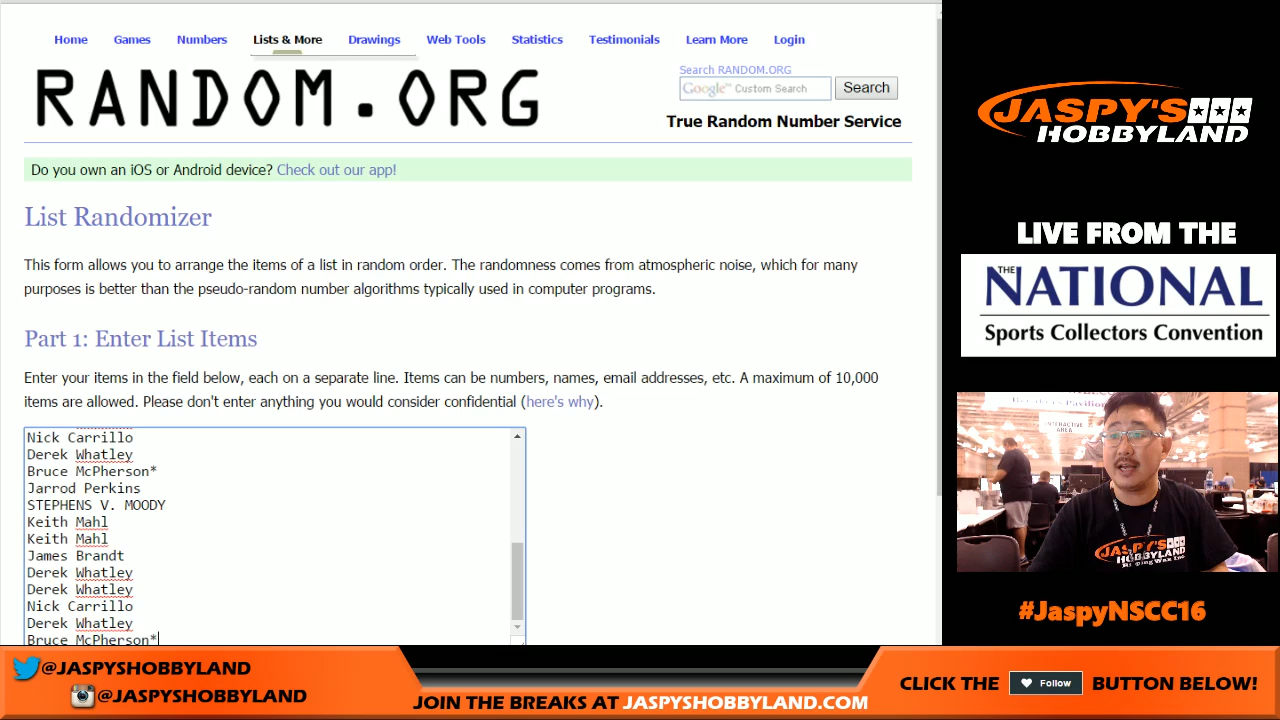 Home Games Numbers Lists & More Drawings Web Tools Statistics Testimonials Learn More Login
RANDOM.ORG
Search RANDOM.ORG
Google™ Custom Search Search
True Random Number Service
Do you own an iOS or Android device? Check out our app!
List Randomizer
This form allows you to arrange the items of a list in random order. The randomness comes from atmospheric noise, which for many
purposes is better than the pseudo-random number algorithms typically used in computer programs.
Part 1: Enter List Items
Enter your items in the field below, each on a separate line. Items can be numbers, names, email addresses, etc. A maximum of 10,000
items are allowed. Please don't enter anything you would consider confidential (here's why).
Nick Carrillo
Derek Whatley
Bruce McPherson*
Jarrod Perkins
STEPHENS V. MOODY
Keith Mahl
Keith Mahl
James Brandt
Derek Whatley
Derek Whatley
Nick Carrillo
Derek Whatley
Bruce McPherson*
JASPY'S
HOBBYLAND
LIVE FROM THE
THE
NATIONAL
Sports Collectors Convention
INTERACTIVE
AREA
JASPY'S
HOBBYLAND
#JaspyNSCC16
@JASPYSHOBBYLAND
@JASPYSHOBBYLAND
JOIN THE BREAKS AT JASPYSHOBBYLAND.COM
CLICK THE Follow BUTTON BELOW!